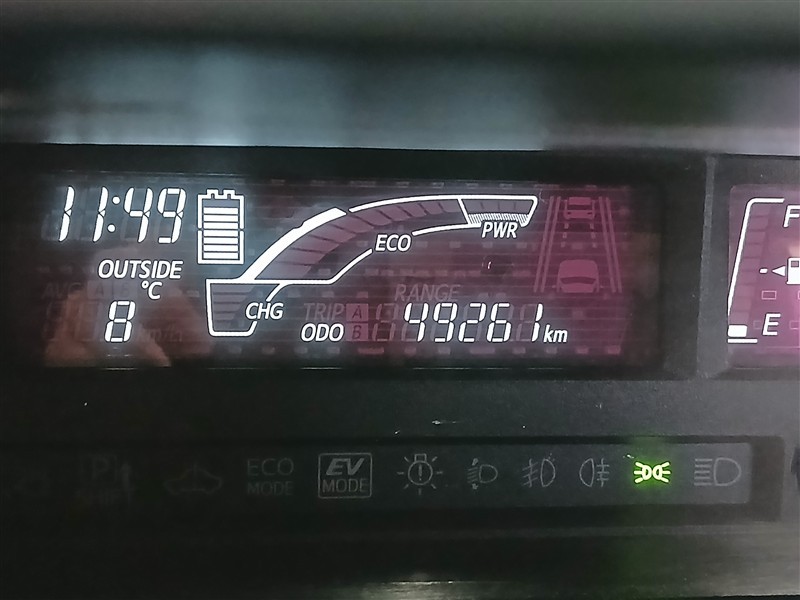 11:49
F
ECO
PWR
OUTSIDE
°C
RANGE
CHG
TRIP A
8
ODO B
49261 km
E
ECO
MODE
EV
MODE